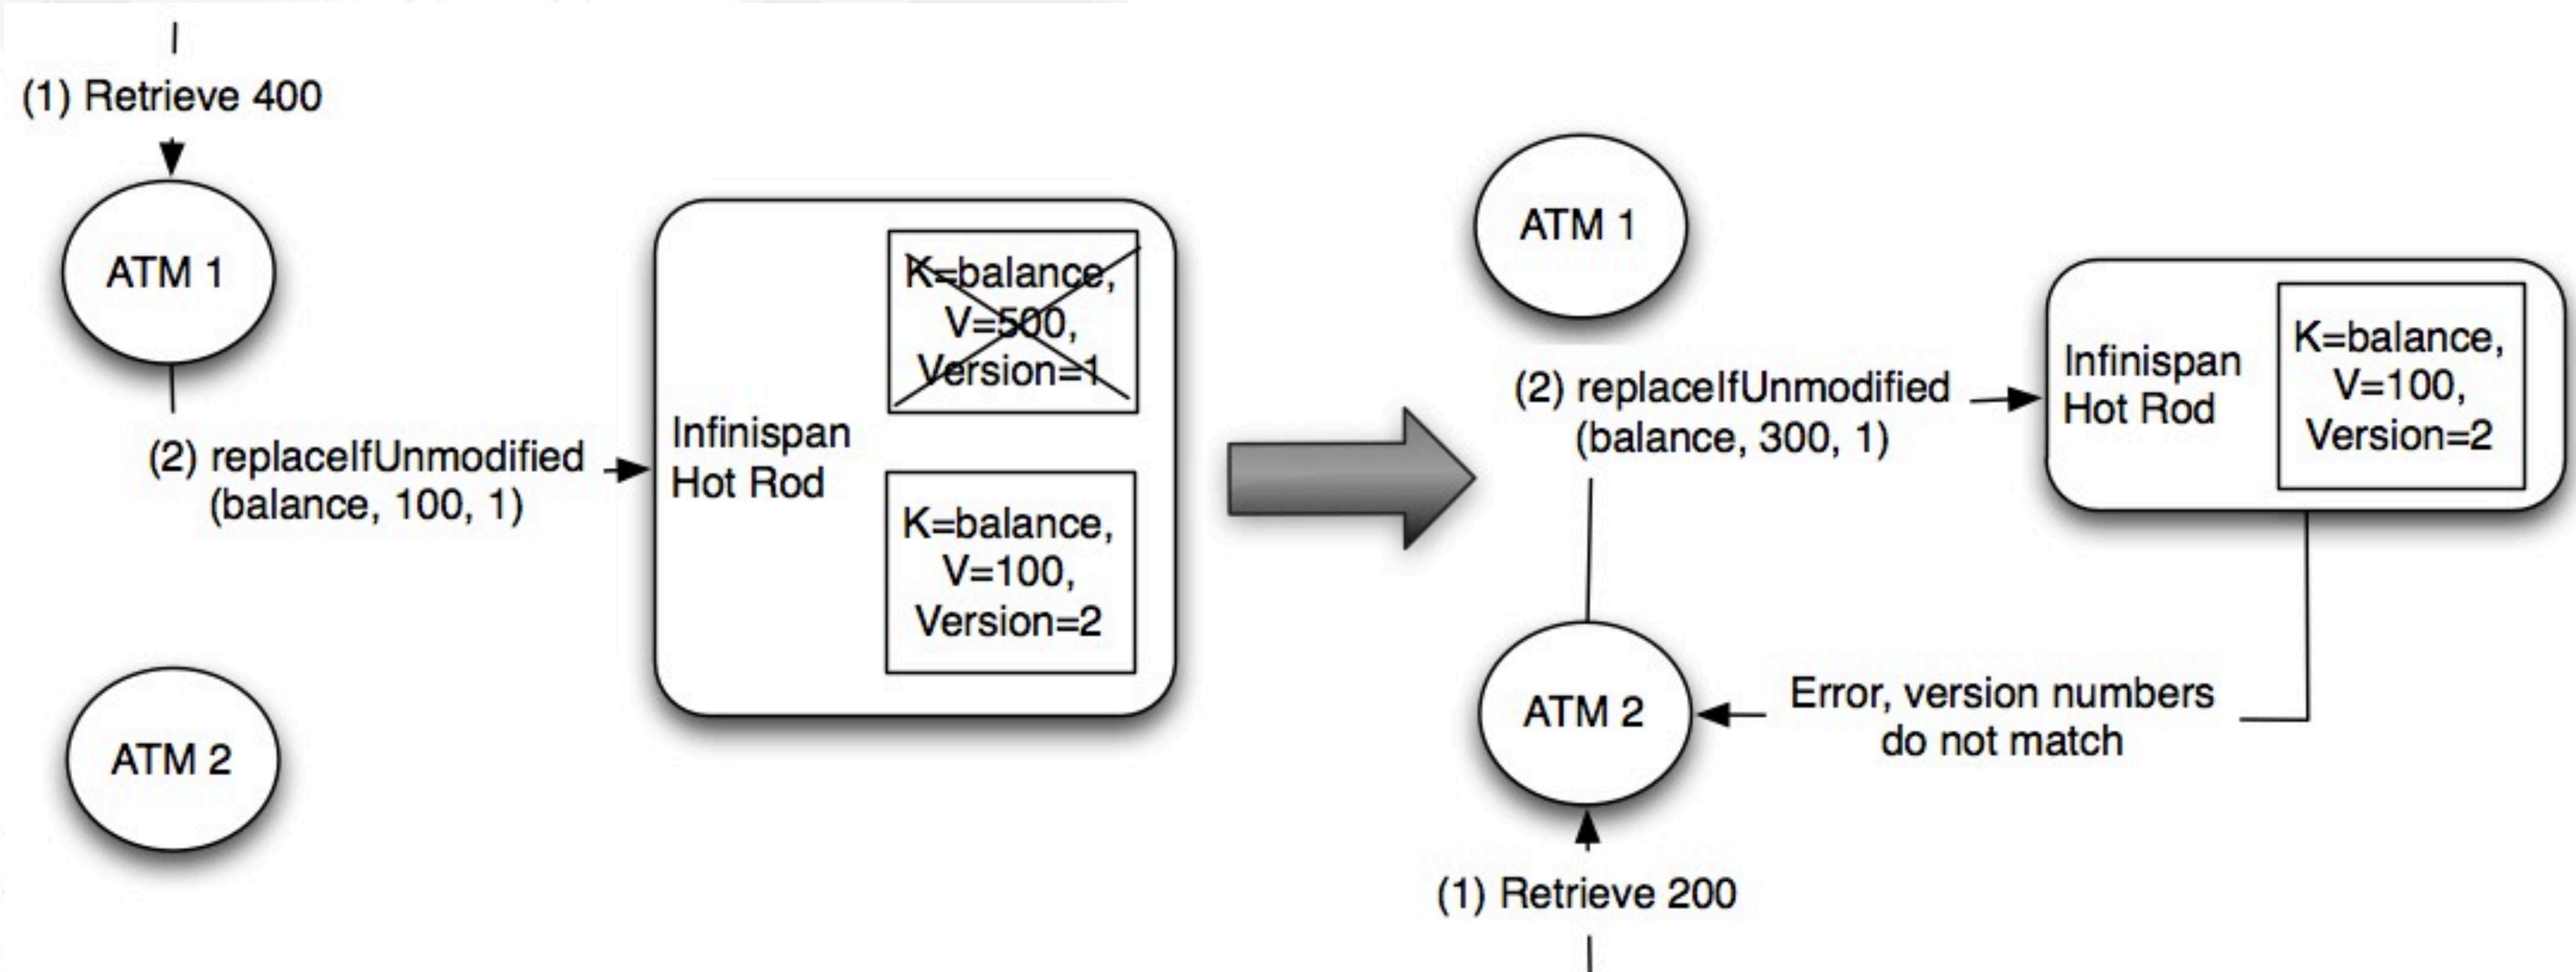 (1) Retrieve 400
ATM 1
(2) replaceIfUnmodified
(balance, 100, 1)
ATM 2
Infinispan
Hot Rod
K=balance,
V=500,
Version=1
K=balance,
V=100,
Version=2
ATM 1
(2) replaceIfUnmodified
(balance, 300, 1)
Infinispan
Hot Rod
K=balance,
V=100,
Version=2
ATM 2
Error, version numbers
do not match
(1) Retrieve 200